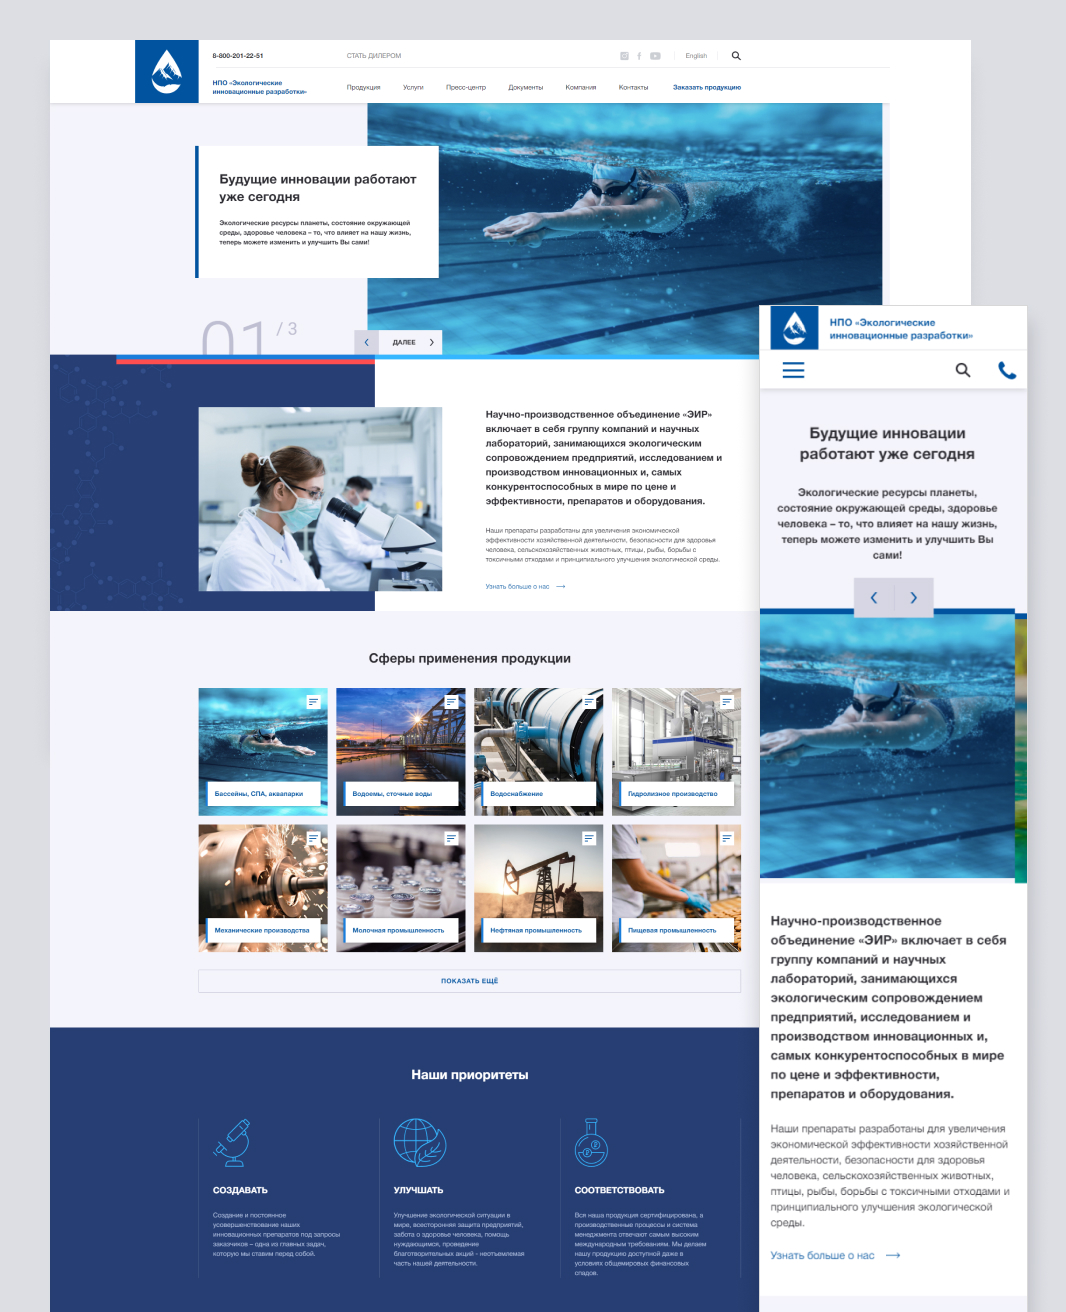 8-800-201-22-51
СТАТЬ ДИЛЕРОМ
English
НПО «Экологические
инновационные разработки»
Продукция
Услуги
Пресс-центр
Документы
Компания
Контакты
Заказать продукцию
Будущие инновации работают
уже сегодня
Экологические ресурсы планеты, состояние окружающей
среды, здоровье человека – то, что влияет на нашу жизнь,
теперь можете изменить и улучшить Вы сами!
01 / 3
ДАЛЕЕ
Научно-производственное объединение «ЭИР»
включает в себя группу компаний и научных
лабораторий, занимающихся экологическим
сопровождением предприятий, исследованием и
производством инновационных и, самых
конкурентоспособных в мире по цене и
эффективности, препаратов и оборудования.
Наши препараты разработаны для увеличения экономической
эффективности хозяйственной деятельности, безопасности для здоровья
человека, сельскохозяйственных животных, птицы, рыбы, борьбы с
токсичными отходами и принципиального улучшения экологической среды.
Узнать больше о нас
Сферы применения продукции
Бассейны, СПА, аквапарки
Водоемы, сточные воды
Водоснабжение
Гидролизное производство
Механические производства
Молочная промышленность
Нефтяная промышленность
Пищевая промышленность
ПОКАЗАТЬ ЕЩЁ
Наши приоритеты
СОЗДАВАТЬ
Создание и постоянное
усовершенствование наших
инновационных препаратов под запросы
заказчиков – одна из главных задач,
которую мы ставим перед собой.
УЛУЧШАТЬ
Улучшение экологической ситуации в
мире, всесторонняя защита предприятий,
забота о здоровье человека, помощь
нуждающимся, проведение
благотворительных акций - неотъемлемая
часть нашей деятельности.
СООТВЕТСТВОВАТЬ
Вся наша продукция сертифицирована, а
производственные процессы и система
менеджмента отвечают самым высоким
международным требованиям. Мы делаем
нашу продукцию доступной даже в
условиях общемировых финансовых
спадов.
НПО «Экологические
инновационные разработки»
Будущие инновации
работают уже сегодня
Экологические ресурсы планеты,
состояние окружающей среды, здоровье
человека – то, что влияет на нашу жизнь,
теперь можете изменить и улучшить Вы
сами!
Научно-производственное
объединение «ЭИР» включает в себя
группу компаний и научных
лабораторий, занимающихся
экологическим сопровождением
предприятий, исследованием и
производством инновационных и,
самых конкурентоспособных в мире
по цене и эффективности,
препаратов и оборудования.
Наши препараты разработаны для увеличения
экономической эффективности хозяйственной
деятельности, безопасности для здоровья
человека, сельскохозяйственных животных,
птицы, рыбы, борьбы с токсичными отходами и
принципиального улучшения экологической
среды.
Узнать больше о нас